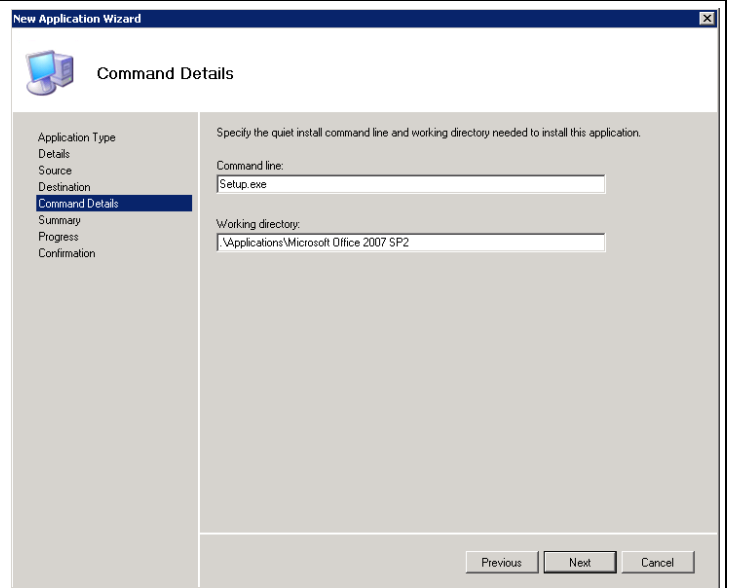 New Application Wizard
Command Details
Application Type
Details
Source
Destination
Command Details
Summary
Progress
Confirmation
Specify the quiet install command line and working directory needed to install this application.
Command line:
Setup.exe
Working directory:
.\Applications\Microsoft Office 2007 SP2
Previous
Next
Cancel